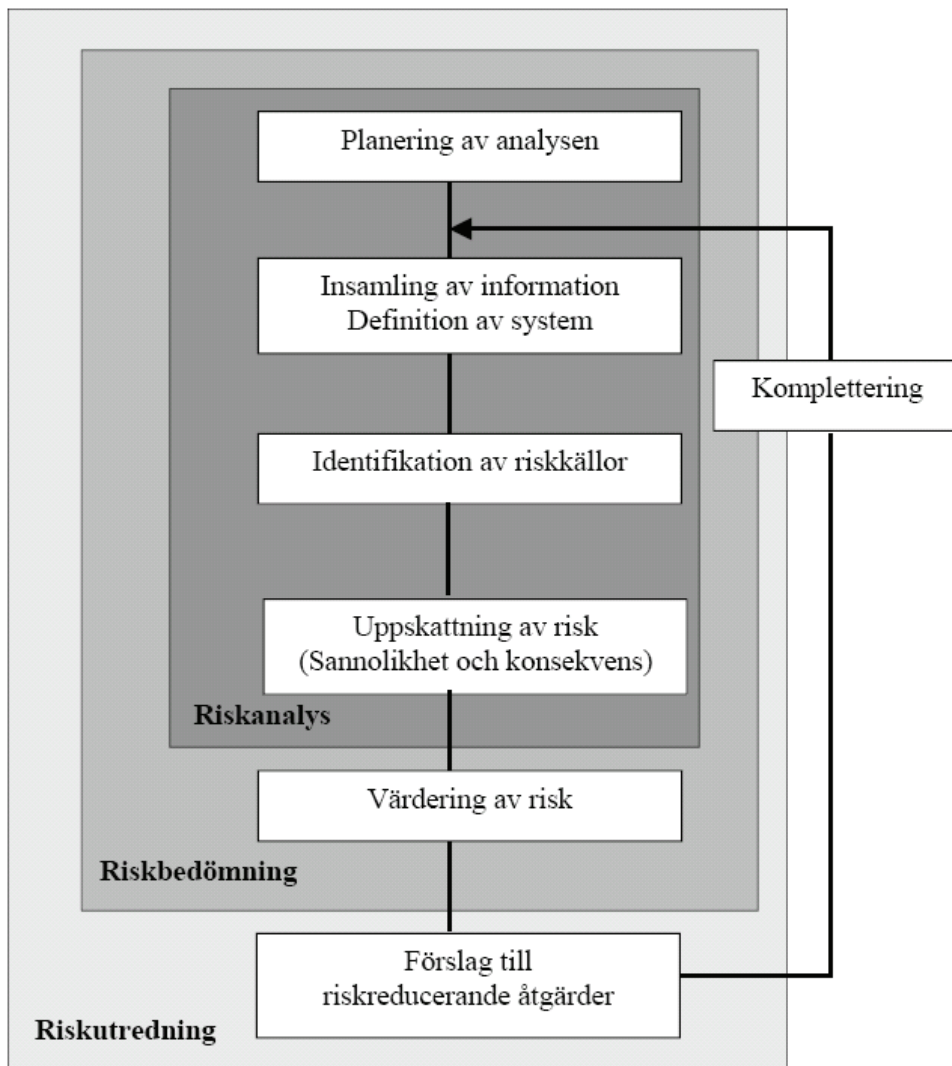 Planering av analysen
Insamling av information
Definition av system
Komplettering
Identifikation av riskkällor
Uppskattning av risk
(Sannolikhet och konsekvens)
Riskanalys
Värdering av risk
Riskbedömning
Förslag till
riskreducerande åtgärder
Riskutredning